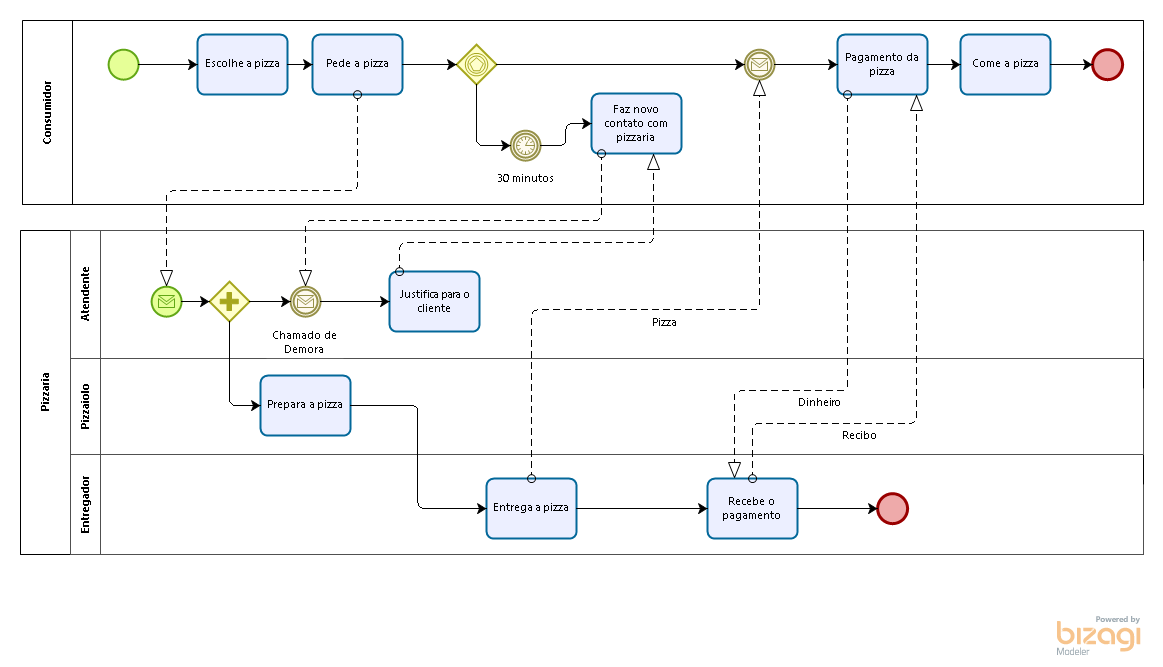 Consumidor
Escolhe a pizza
Pede a pizza
30 minutos
Faz novo
contato com
pizzaria
Pagamento da
pizza
Come a pizza
Pizzaria
Atendente
Chamado de
Demora
Justifica para o
cliente
Pizza
Pizzaiolo
Prepara a pizza
Dinheiro
Recibo
Entregador
Entrega a pizza
Recebe o
pagamento
Powered by
bizagi
Modeler